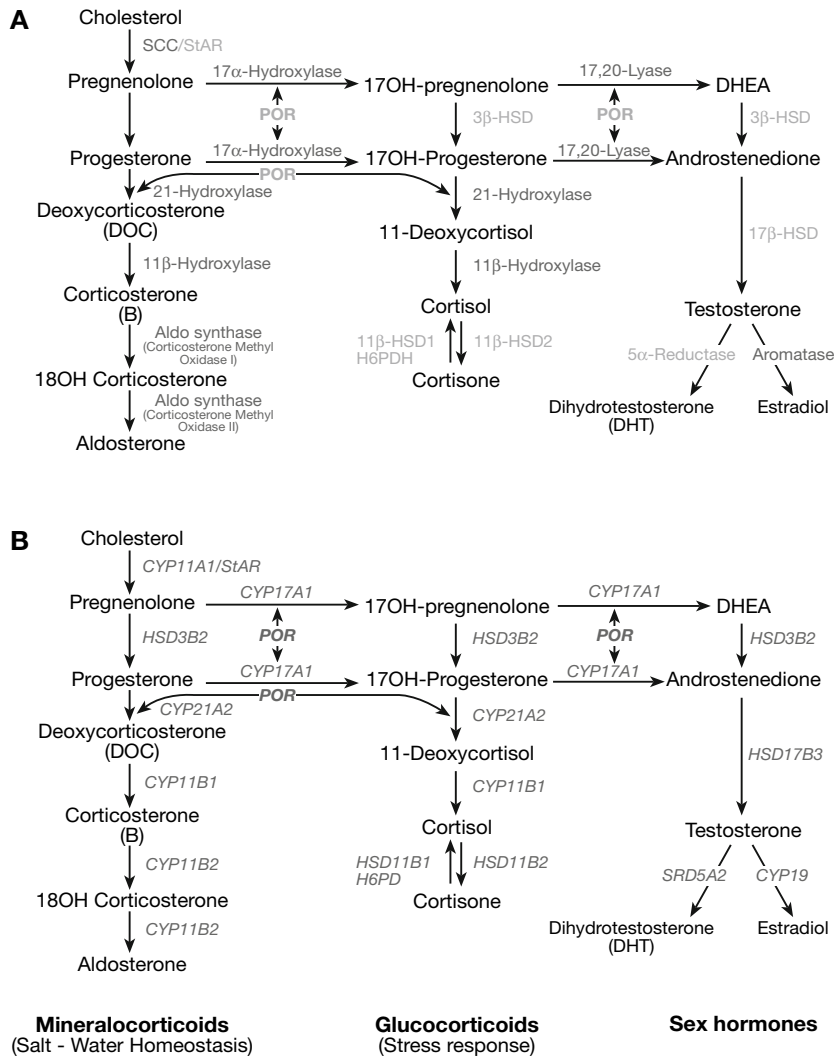 A
Cholesterol
SCC/StAR
Pregnenolone
17α-Hydroxylase
17OH-pregnenolone
17,20-Lyase
DHEA
POR
3β-HSD
POR
3β-HSD
Progesterone
17α-Hydroxylase
17OH-Progesterone
17,20-Lyase
Androstenedione
POR
21-Hydroxylase
21-Hydroxylase
Deoxycorticosterone
(DOC)
11-Deoxycortisol
17β-HSD
11β-Hydroxylase
11β-Hydroxylase
Corticosterone
(B)
Cortisol
Testosterone
Aldo synthase
(Corticosterone Methyl
Oxidase I)
11β-HSD1
H6PDH
11β-HSD2
5α-Reductase
Aromatase
18OH Corticosterone
Cortisone
Aldo synthase
(Corticosterone Methyl
Oxidase II)
Dihydrotestosterone
(DHT)
Estradiol
Aldosterone
B
Cholesterol
CYP11A1/StAR
Pregnenolone
CYP17A1
17OH-pregnenolone
CYP17A1
DHEA
HSD3B2
POR
HSD3B2
POR
HSD3B2
Progesterone
CYP17A1
17OH-Progesterone
CYP17A1
Androstenedione
POR
CYP21A2
CYP21A2
Deoxycorticosterone
(DOC)
11-Deoxycortisol
HSD17B3
CYP11B1
CYP11B1
Corticosterone
(B)
Cortisol
Testosterone
CYP11B2
HSD11B1
H6PD
HSD11B2
SRD5A2
CYP19
18OH Corticosterone
Cortisone
CYP11B2
Dihydrotestosterone
(DHT)
Estradiol
Aldosterone
Mineralocorticoids
(Salt - Water Homeostasis)
Glucocorticoids
(Stress response)
Sex hormones